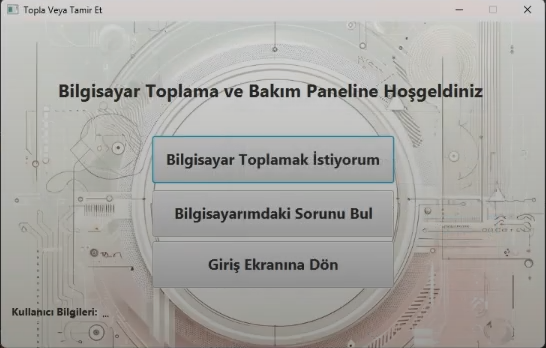 Topla Veya Tamir Et
Bilgisayar Toplama ve Bakım Paneline Hoşgeldiniz
Bilgisayar Toplamak İstiyorum
Bilgisayarımdaki Sorunu Bul
Giriş Ekranına Dön
Kullanıcı Bilgileri: ...